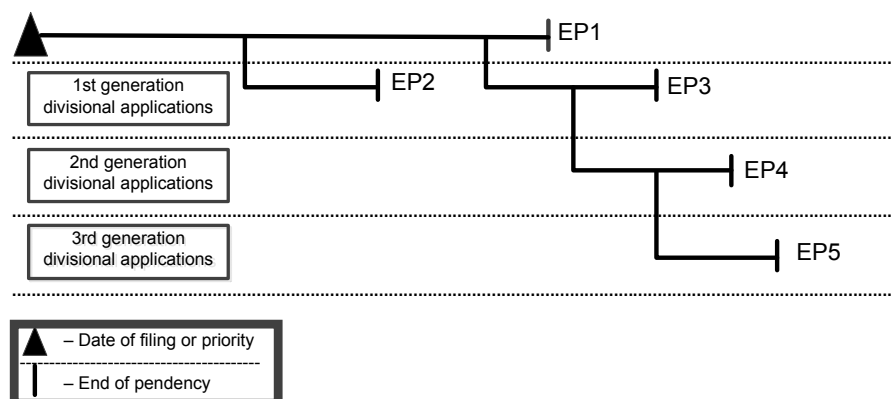 EP1
1st generation
divisional applications
EP2
EP3
2nd generation
divisional applications
EP4
3rd generation
divisional applications
EP5
– Date of filing or priority
– End of pendency